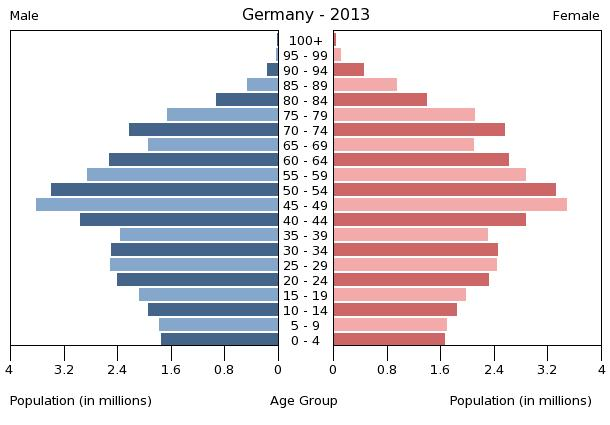 Male Germany - 2013 Female
100+
95 - 99
90 - 94
85 - 89
80 - 84
75 - 79
70 - 74
65 - 69
60 - 64
55 - 59
50 - 54
45 - 49
40 - 44
35 - 39
30 - 34
25 - 29
20 - 24
15 - 19
10 - 14
5 - 9
0 - 4
4 3.2 2.4 1.6 0.8 0 0 0.8 1.6 2.4 3.2 4
Population (in millions) Age Group Population (in millions)